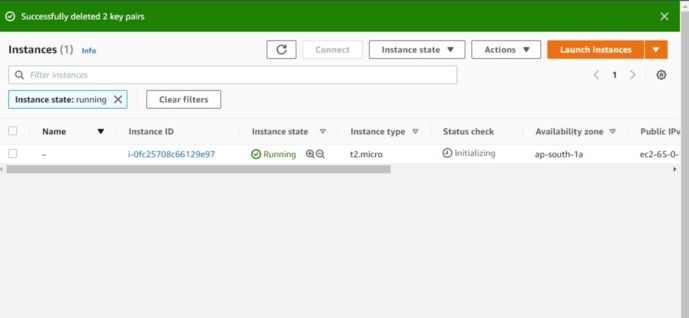 Successfully deleted 2 key pairs
Instances (1) Info Connect Instance state Actions Launch instances
Filter instances 1
Instance state: running Clear filters
Name Instance ID Instance state Instance type Status check Availability zone Public IPv
– i-0fc25708c66129e97 Running t2.micro Initializing ap-south-1a ec2-65-0-